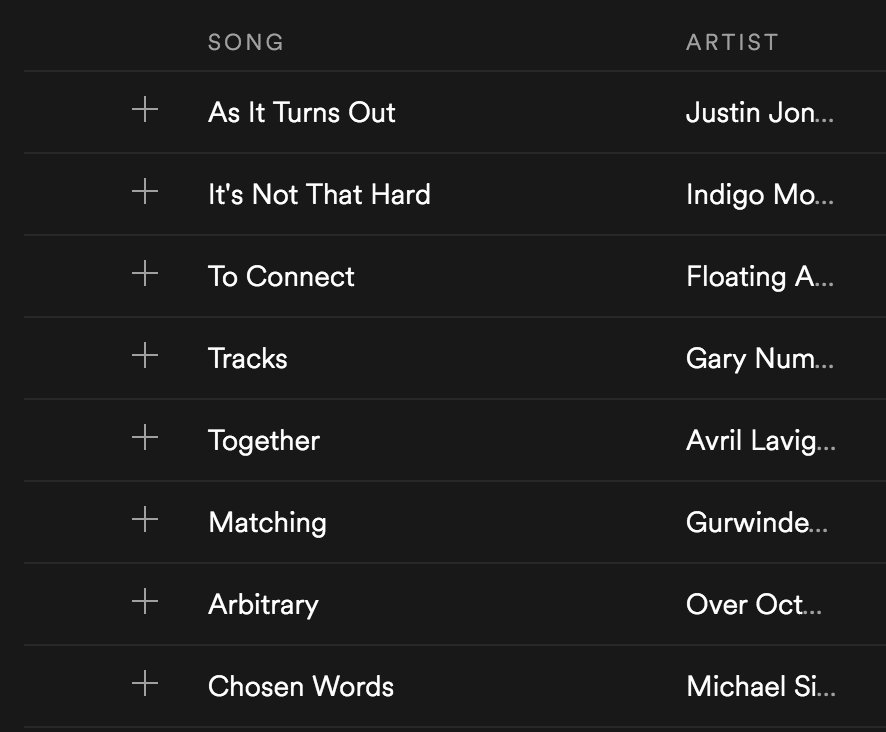 SONG ARTIST
As It Turns Out Justin Jon...
It's Not That Hard Indigo Mo...
To Connect Floating A...
Tracks Gary Num...
Together Avril Lavig...
Matching Gurwinde...
Arbitrary Over Oct...
Chosen Words Michael Si...